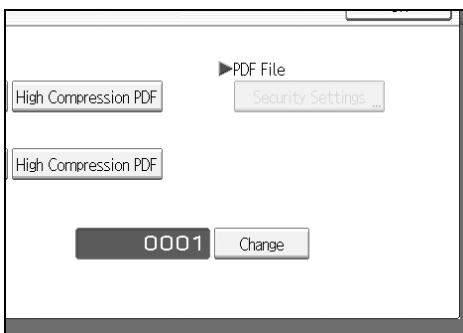 ▶PDF File
High Compression PDF Security Settings ...
High Compression PDF
0001 Change